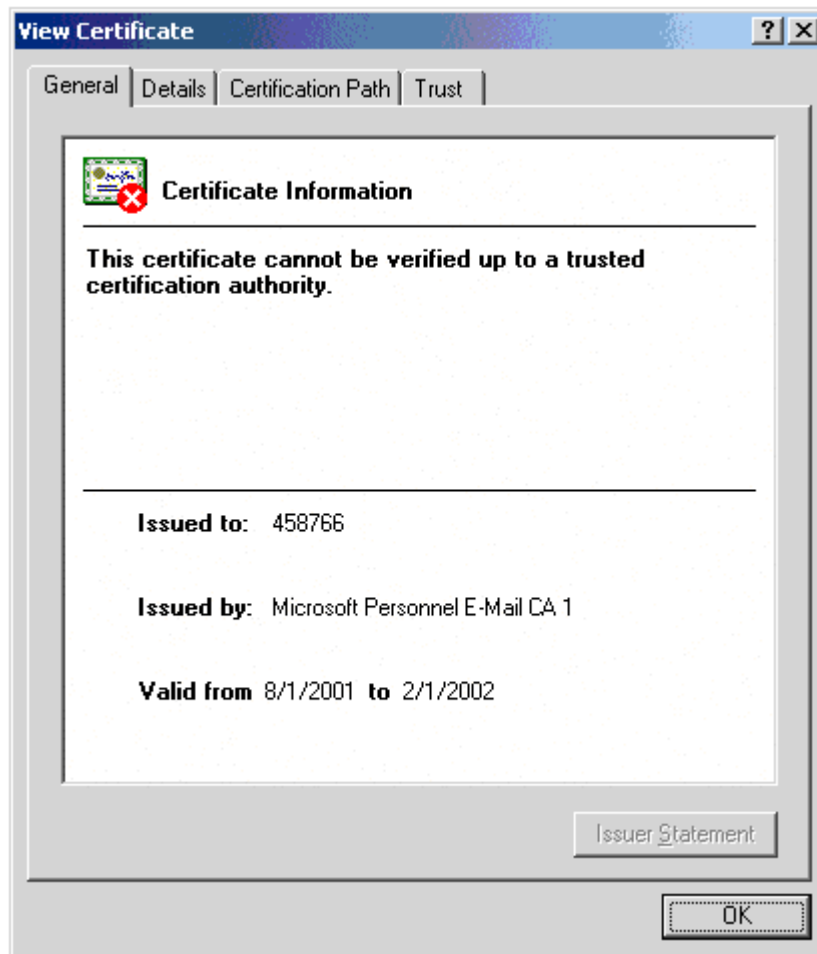 View Certificate
General Details Certification Path Trust
Certificate Information
This certificate cannot be verified up to a trusted
certification authority.
Issued to: 458766
Issued by: Microsoft Personnel E-Mail CA 1
Valid from 8/1/2001 to 2/1/2002
Issuer Statement
OK